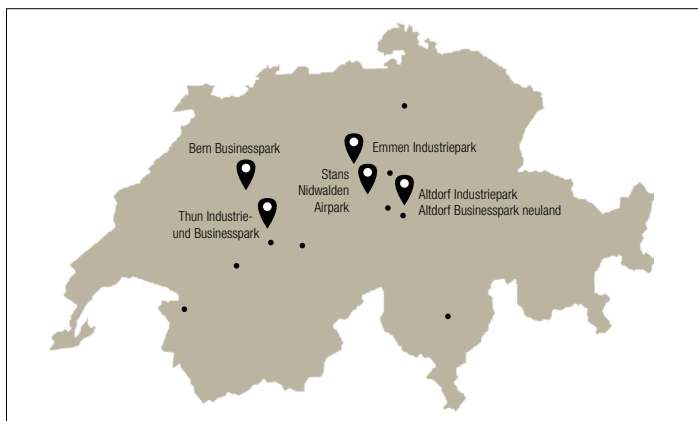 Bern Businesspark
Emmen Industriepark
Stans
Nidwalden
Airpark
Altdorf Industriepark
Altdorf Businesspark neuland
Thun Industrie-
und Businesspark